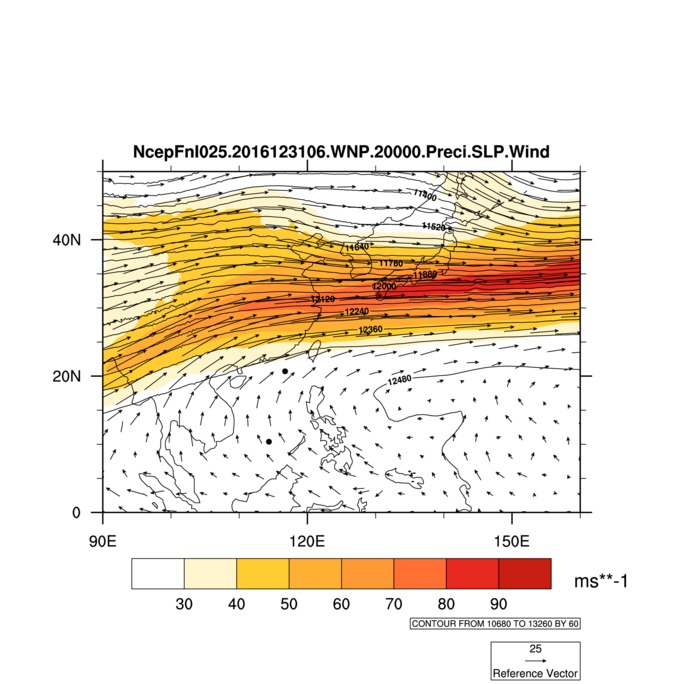 NcepFnl025.2016123106.WNP.20000.Preci.SLP.Wind
11400
11520
40N
11640
11760
11880
12000
12120
12240
12360
20N
12480
0
90E 120E 150E
ms**-1
30 40 50 60 70 80 90
CONTOUR FROM 10680 TO 13260 BY 60
25
Reference Vector